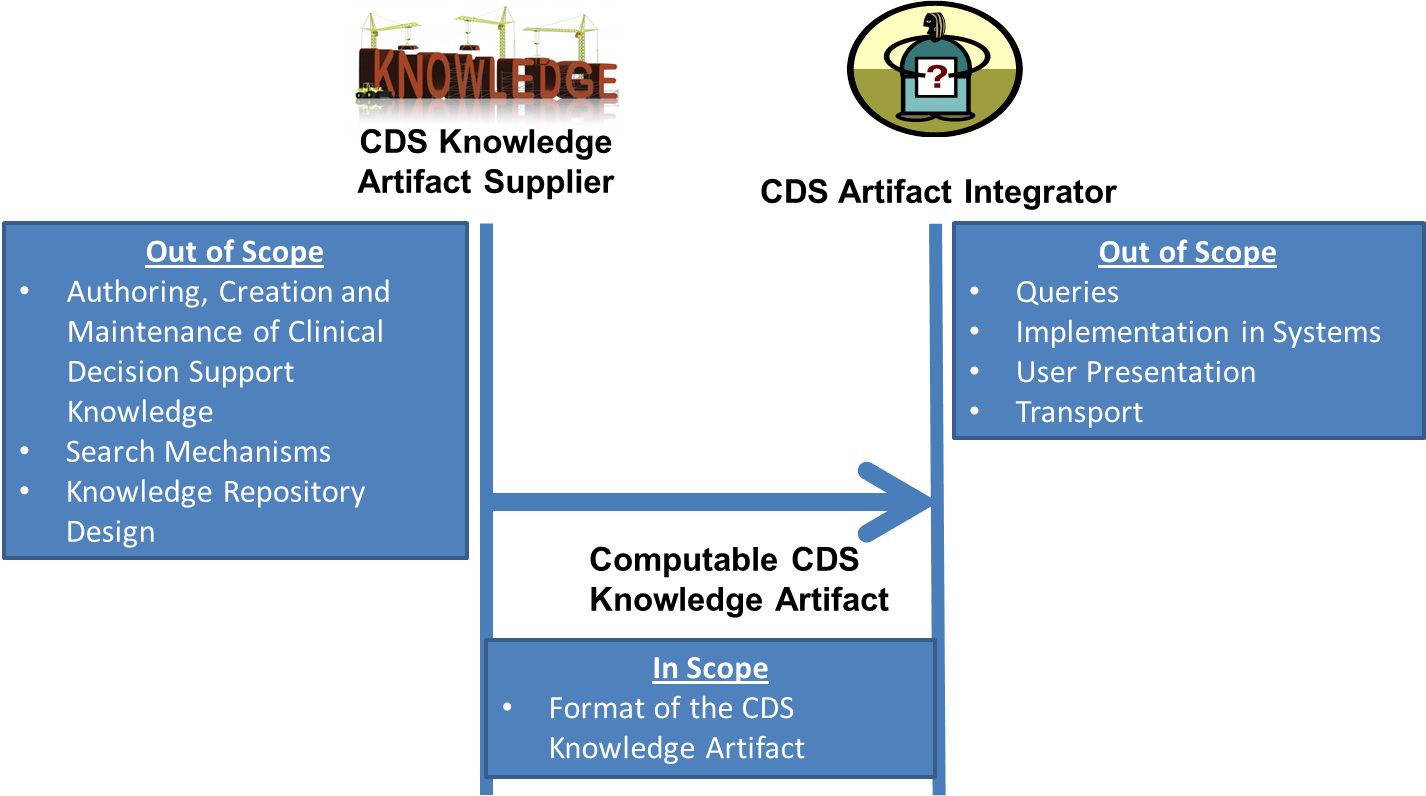 KNOWLEDGE
CDS Knowledge
Artifact Supplier
?
CDS Artifact Integrator
Out of Scope
• Authoring, Creation and
Maintenance of Clinical
Decision Support
Knowledge
• Search Mechanisms
• Knowledge Repository
Design
Out of Scope
• Queries
• Implementation in Systems
• User Presentation
• Transport
Computable CDS
Knowledge Artifact
In Scope
• Format of the CDS
Knowledge Artifact